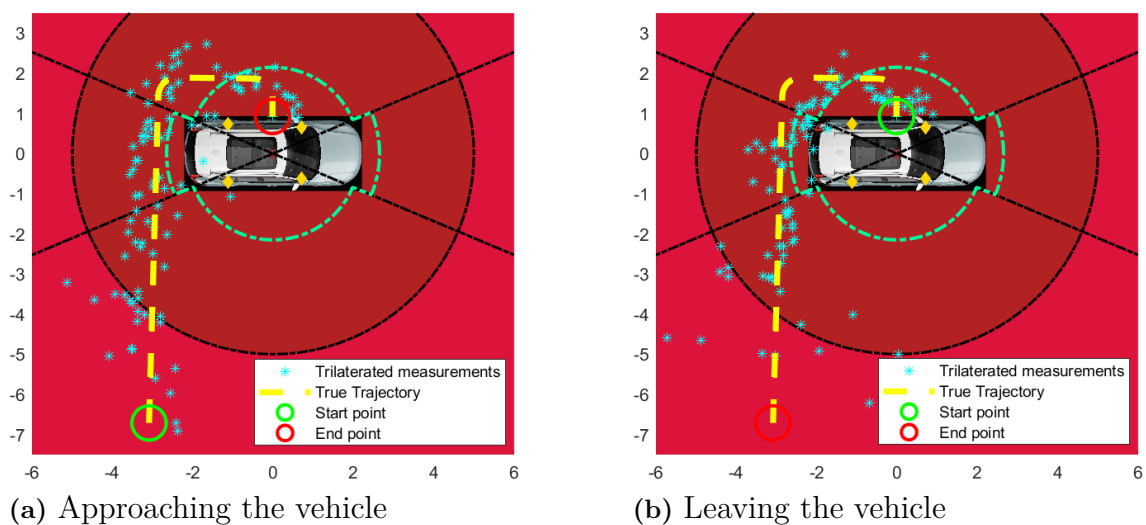 3
2
1
0
-1
-2
-3
-4
-5
-6
-7
-6 -4 -2 0 2 4 6
Trilaterated measurements
True Trajectory
Start point
End point
(a) Approaching the vehicle
3
2
1
0
-1
-2
-3
-4
-5
-6
-7
-6 -4 -2 0 2 4 6
Trilaterated measurements
True Trajectory
Start point
End point
(b) Leaving the vehicle